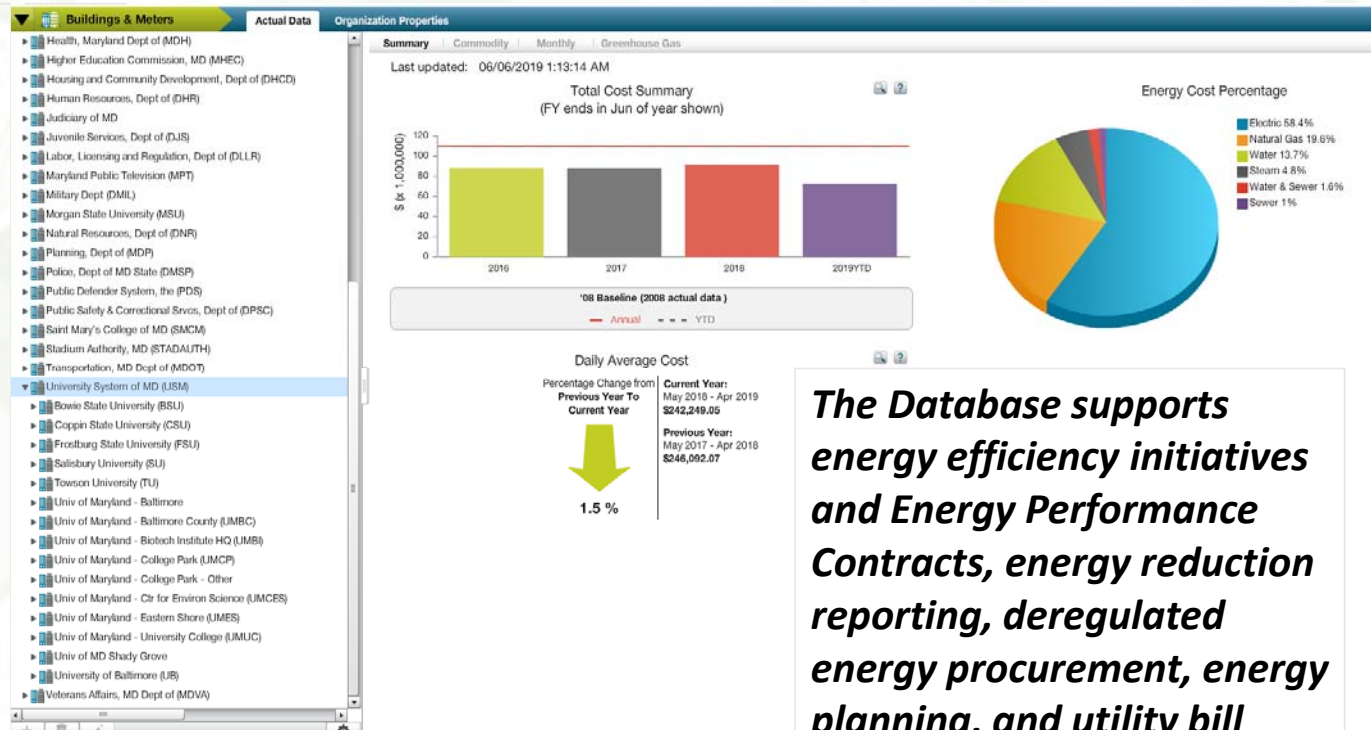 Buildings & Meters
Actual Data
Organization Properties
Health, Maryland Dept of (MDH)
Higher Education Commission, MD (MHEC)
Housing and Community Development, Dept of (DHCD)
Human Resources, Dept of (DHR)
Judiciary of MD
Juvenile Services, Dept of (DJS)
Labor, Licensing and Regulation, Dept of (DLLR)
Maryland Public Television (MPT)
Military Dept (DMIL)
Morgan State University (MSU)
Natural Resources, Dept of (DNR)
Planning, Dept of (MDP)
Police, Dept of MD State (DMSP)
Public Defender System, the (PDS)
Public Safety & Correctional Srvcs, Dept of (DPSC)
Saint Mary's College of MD (SMCM)
Stadium Authority, MD (STADAUTH)
Transportation, MD Dept of (MDOT)
University System of MD (USM)
Bowie State University (BSU)
Coppin State University (CSU)
Frostburg State University (FSU)
Salisbury University (SU)
Towson University (TU)
Univ of Maryland - Baltimore
Univ of Maryland - Baltimore County (UMBC)
Univ of Maryland - Biotech Institute HQ (UMBI)
Univ of Maryland - College Park (UMCP)
Univ of Maryland - College Park - Other
Univ of Maryland - Ctr for Environ Science (UMCES)
Univ of Maryland - Eastern Shore (UMES)
Univ of Maryland - University College (UMUC)
Univ of MD Shady Grove
University of Baltimore (UB)
Veterans Affairs, MD Dept of (MDVA)
Summary Commodity Monthly Greenhouse Gas
Last updated: 06/06/2019 1:13:14 AM
Total Cost Summary
(FY ends in Jun of year shown)
$ (x 1,000,000)
120
100
80
60
40
20
0
2016 2017 2018 2019YTD
'08 Baseline (2008 actual data )
Annual YTD
Energy Cost Percentage
Electric 58.4%
Natural Gas 19.6%
Water 13.7%
Steam 4.8%
Water & Sewer 1.6%
Sewer 1%
Daily Average Cost
Percentage Change from
Previous Year To
Current Year
1.5 %
Current Year:
May 2018 - Apr 2019
$242,249.05
Previous Year:
May 2017 - Apr 2018
$246,092.07
The Database supports
energy efficiency initiatives
and Energy Performance
Contracts, energy reduction
reporting, deregulated
energy procurement, energy
planning, and utility bill